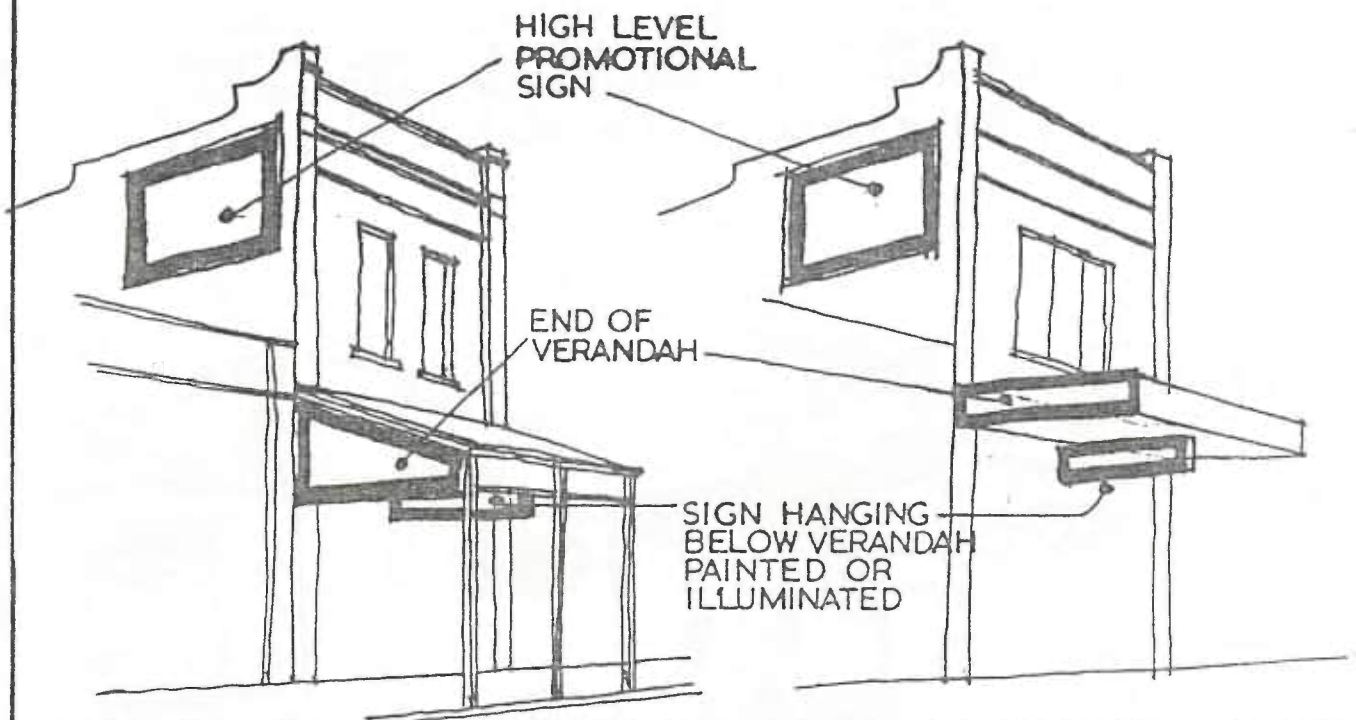 HIGH LEVEL
PROMOTIONAL
SIGN
END OF
VERANDAH
SIGN HANGING
BELOW VERANDAH
PAINTED OR
ILLUMINATED